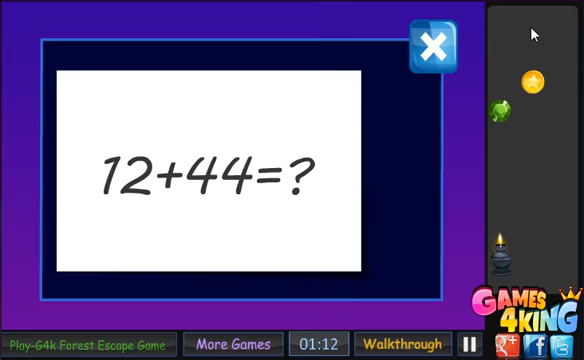 12+44=?
GAMES
4KING
Play-G4k Forest Escape Game
More Games
01:12
Walkthrough
g+
f